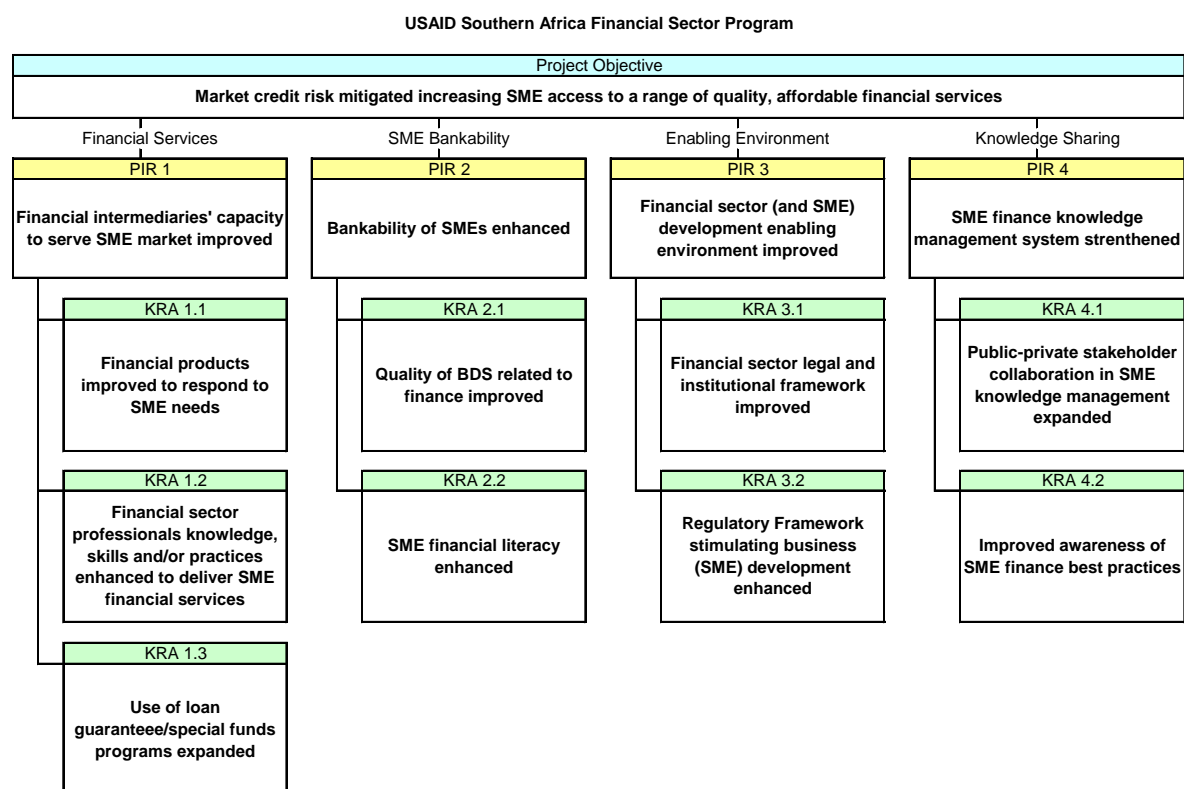 USAID Southern Africa Financial Sector Program
Project Objective
Market credit risk mitigated increasing SME access to a range of quality, affordable financial services
Financial Services
PIR 1
Financial intermediaries' capacity
to serve SME market improved
KRA 1.1
Financial products
improved to respond to
SME needs
KRA 1.2
Financial sector
professionals knowledge,
skills and/or practices
enhanced to deliver SME
financial services
KRA 1.3
Use of loan
guaranteee/special funds
programs expanded
SME Bankability
PIR 2
Bankability of SMEs enhanced
KRA 2.1
Quality of BDS related to
finance improved
KRA 2.2
SME financial literacy
enhanced
Enabling Environment
PIR 3
Financial sector (and SME)
development enabling
environment improved
KRA 3.1
Financial sector legal and
institutional framework
improved
KRA 3.2
Regulatory Framework
stimulating business
(SME) development
enhanced
Knowledge Sharing
PIR 4
SME finance knowledge
management system strenthened
KRA 4.1
Public-private stakeholder
collaboration in SME
knowledge management
expanded
KRA 4.2
Improved awareness of
SME finance best practices